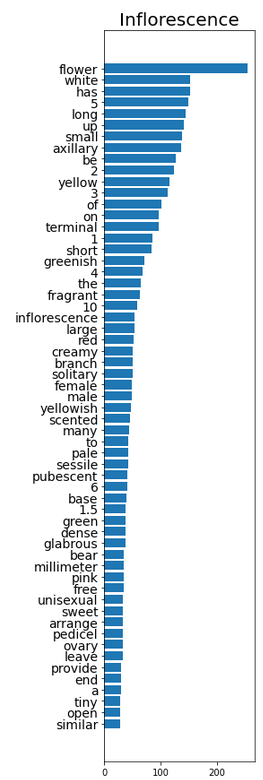 Inflorescence
flower
white
has
5
long
up
small
axillary
be
2
yellow
3
of
on
terminal
1
short
greenish
4
the
fragrant
10
inflorescence
large
red
creamy
branch
solitary
female
male
yellowish
scented
many
to
pale
sessile
pubescent
6
base
1.5
green
dense
glabrous
bear
millimeter
pink
free
unisexual
sweet
arrange
pedicel
ovary
leave
provide
end
a
tiny
open
similar
0 100 200